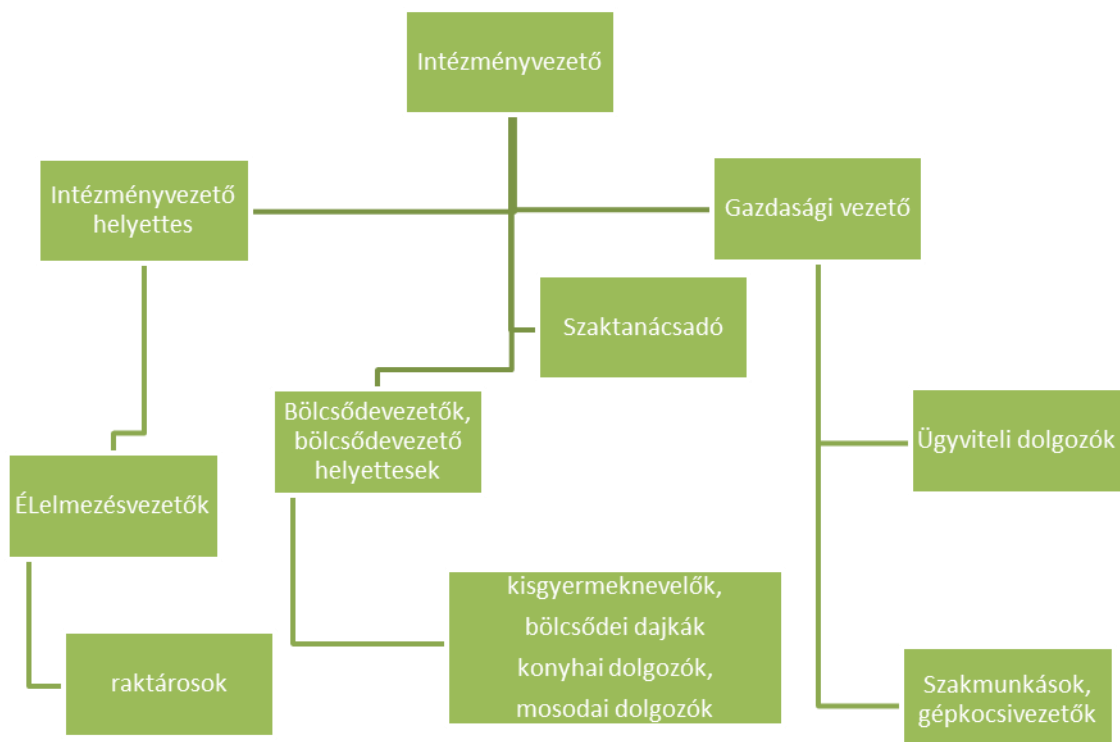 Intézményvezető
Intézményvezető
helyettes
Gazdasági vezető
Szaktanácsadó
Bölcsődevezetők,
bölcsődevezető
helyettesek
Ügyviteli dolgozók
ÉLelmezésvezetők
kisgyermeknevelők,
bölcsődei dajkák
konyhai dolgozók,
mosodai dolgozók
raktárosok
Szakmunkások,
gépkocsivezetők